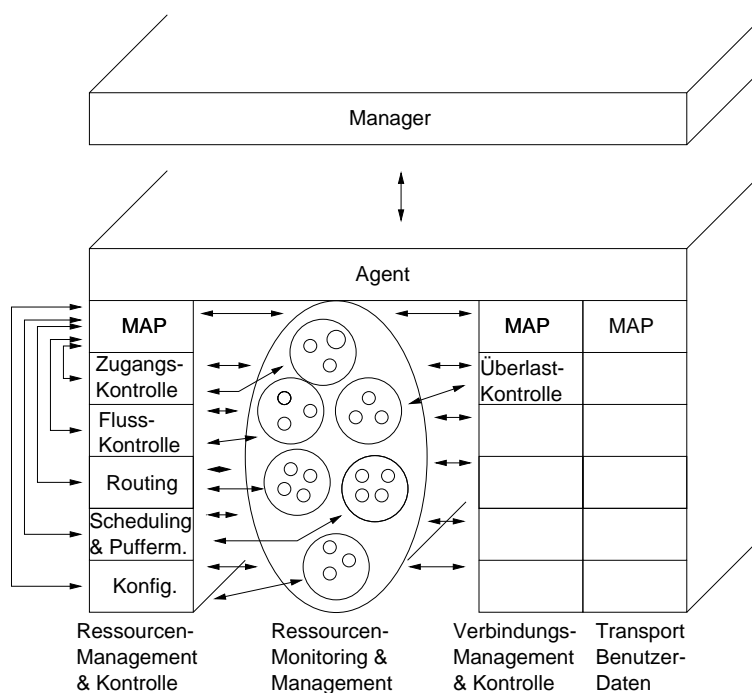 Manager
Agent
MAP
MAP
MAP
Zugangs-
Kontrolle
Überlast-
Kontrolle
Fluss-
Kontrolle
Routing
Scheduling
& Pufferm.
Konfig.
Ressourcen-
Management
& Kontrolle
Ressourcen-
Monitoring &
Management
Verbindungs-
Management
& Kontrolle
Transport
Benutzer-
Daten